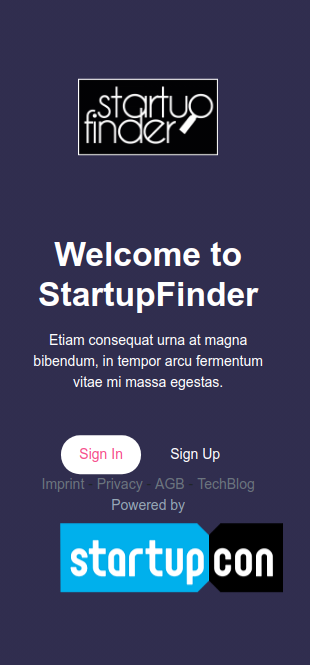 startup
finder
Welcome to
StartupFinder
Etiam consequat urna at magna
bibendum, in tempor arcu fermentum
vitae mi massa egestas.
Sign In Sign Up
Imprint - Privacy - AGB - TechBlog
Powered by
startup con